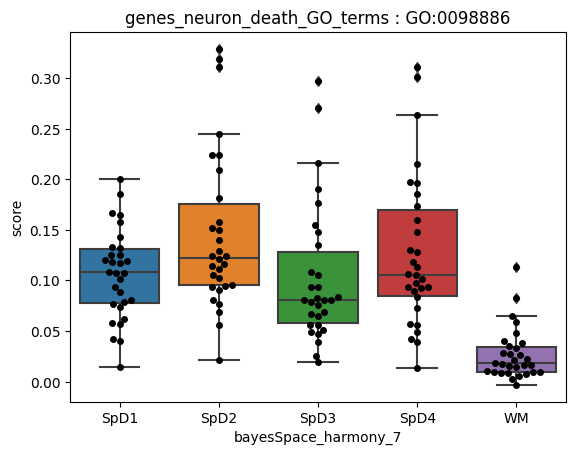 genes_neuron_death_GO_terms : GO:0098886
score
0.30
0.25
0.20
0.15
0.10
0.05
0.00
SpD1 SpD2 SpD3 SpD4 WM
bayesSpace_harmony_7